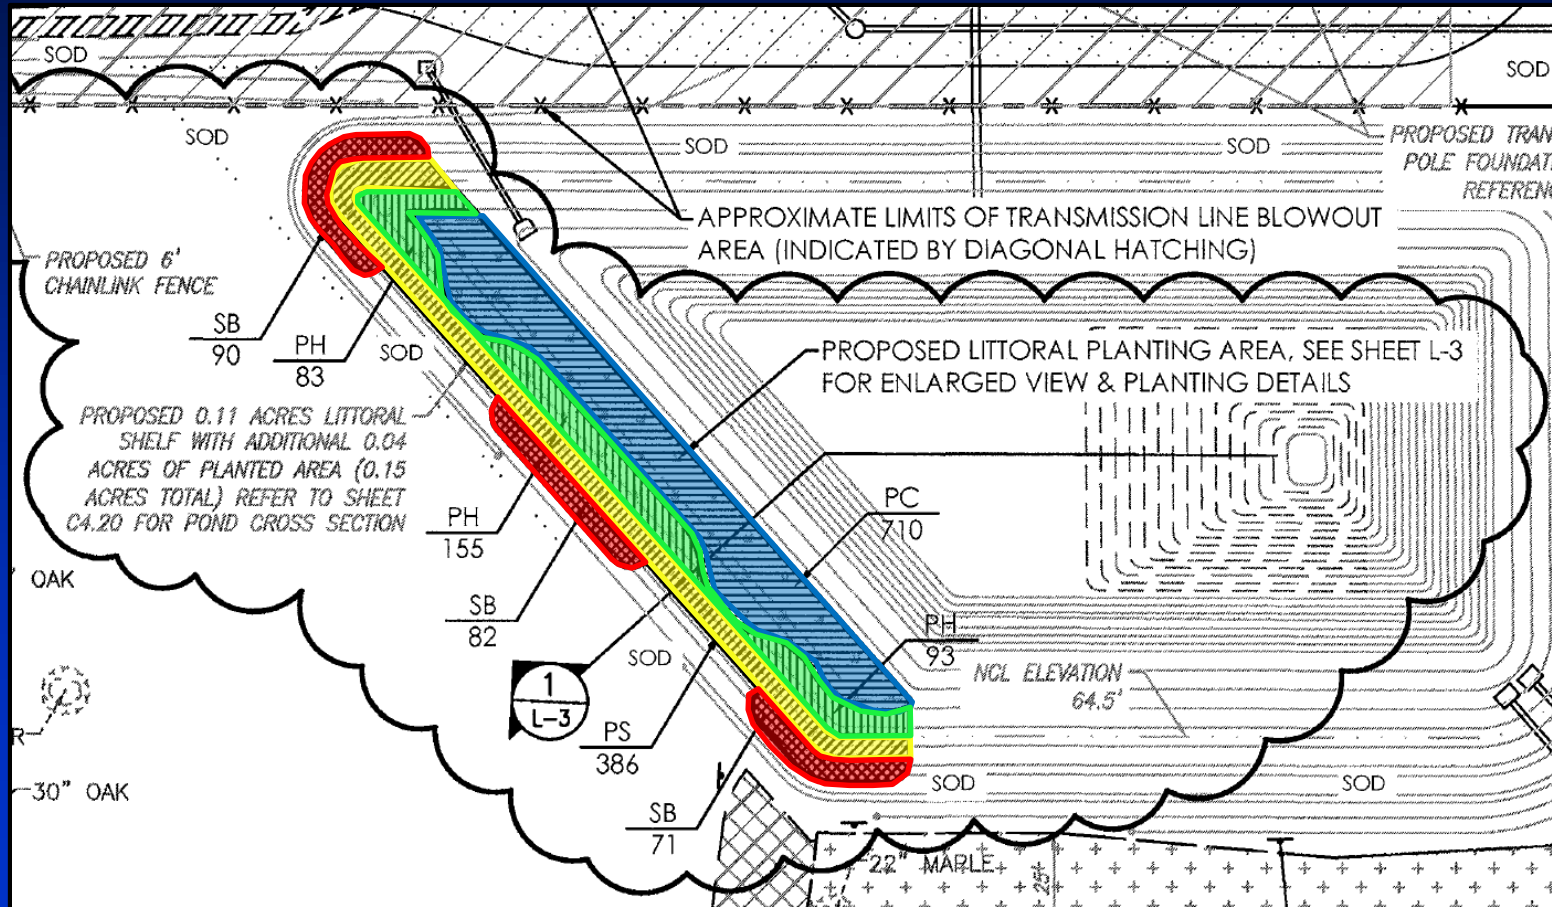 SOD
SOD
SOD
SOD
SOD
PROPOSED TRAN
POLE FOUNDAT
REFERENC
APPROXIMATE LIMITS OF TRANSMISSION LINE BLOWOUT
AREA (INDICATED BY DIAGONAL HATCHING)
PROPOSED 6'
CHAINLINK FENCE
SB
90
PH
83
SOD
PROPOSED LITTORAL PLANTING AREA, SEE SHEET L-3
FOR ENLARGED VIEW & PLANTING DETAILS
PROPOSED 0.11 ACRES LITTORAL
SHELF WITH ADDITIONAL 0.04
ACRES OF PLANTED AREA (0.15
ACRES TOTAL) REFER TO SHEET
C4.20 FOR POND CROSS SECTION
PH
155
PC
710
OAK
SB
82
PH
93
SOD
NCL ELEVATION
64.5'
1
L-3
PS
386
R
30" OAK
SOD
SOD
SB
71
22" MAPLE
25'